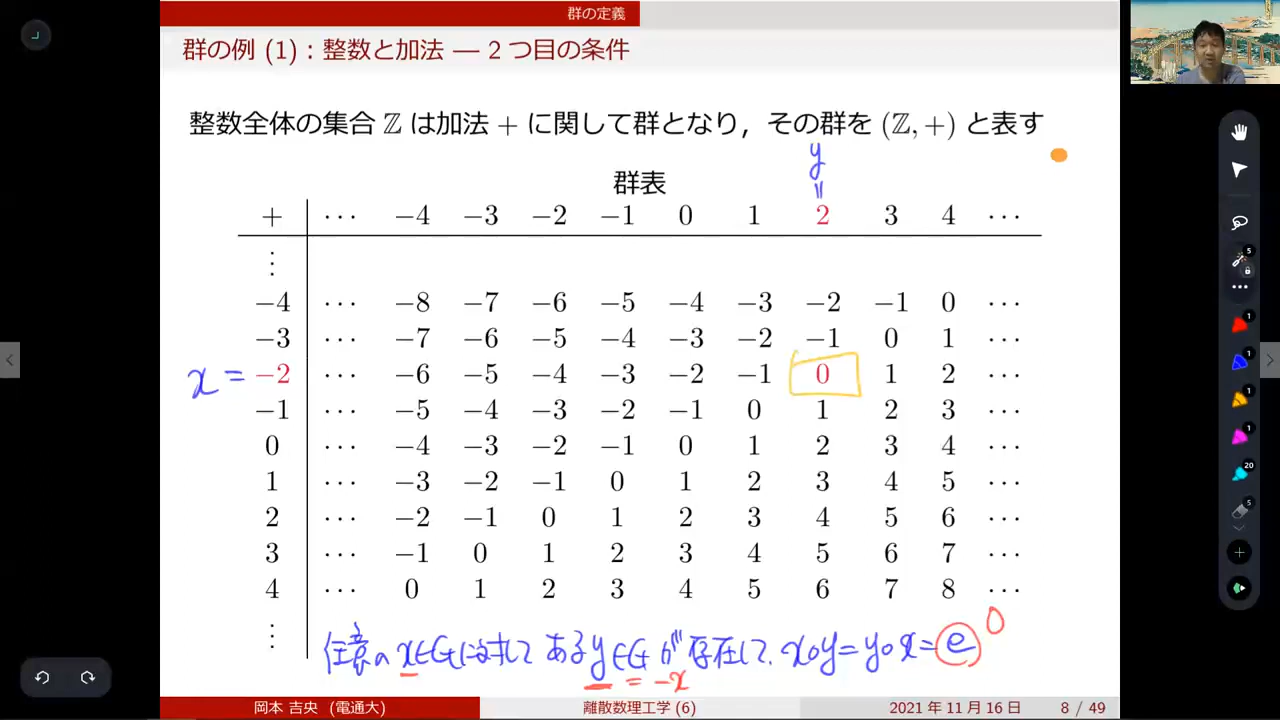 群の定義
群の例 (1) : 整数と加法 — 2 つ目の条件
整数全体の集合 ℤ は加法 + に関して群となり，その群を (ℤ, +) と表す
y
=
群表
+ ⋯ −4 −3 −2 −1 0 1 2 3 4 ⋯
⋮
−4 ⋯ −8 −7 −6 −5 −4 −3 −2 −1 0 ⋯
−3 ⋯ −7 −6 −5 −4 −3 −2 −1 0 1 ⋯
x = −2 ⋯ −6 −5 −4 −3 −2 −1 0 1 2 ⋯
−1 ⋯ −5 −4 −3 −2 −1 0 1 2 3 ⋯
0 ⋯ −4 −3 −2 −1 0 1 2 3 4 ⋯
1 ⋯ −3 −2 −1 0 1 2 3 4 5 ⋯
2 ⋯ −2 −1 0 1 2 3 4 5 6 ⋯
3 ⋯ −1 0 1 2 3 4 5 6 7 ⋯
4 ⋯ 0 1 2 3 4 5 6 7 8 ⋯
⋮
任意の x∈G に対して ある y∈G が 存在して, x∘y = y∘x = e 0
= −x
岡本 吉央 (電通大) 離散数理工学 (6) 2021 年 11 月 16 日 8 / 49
5
1
1
1
1
20
5